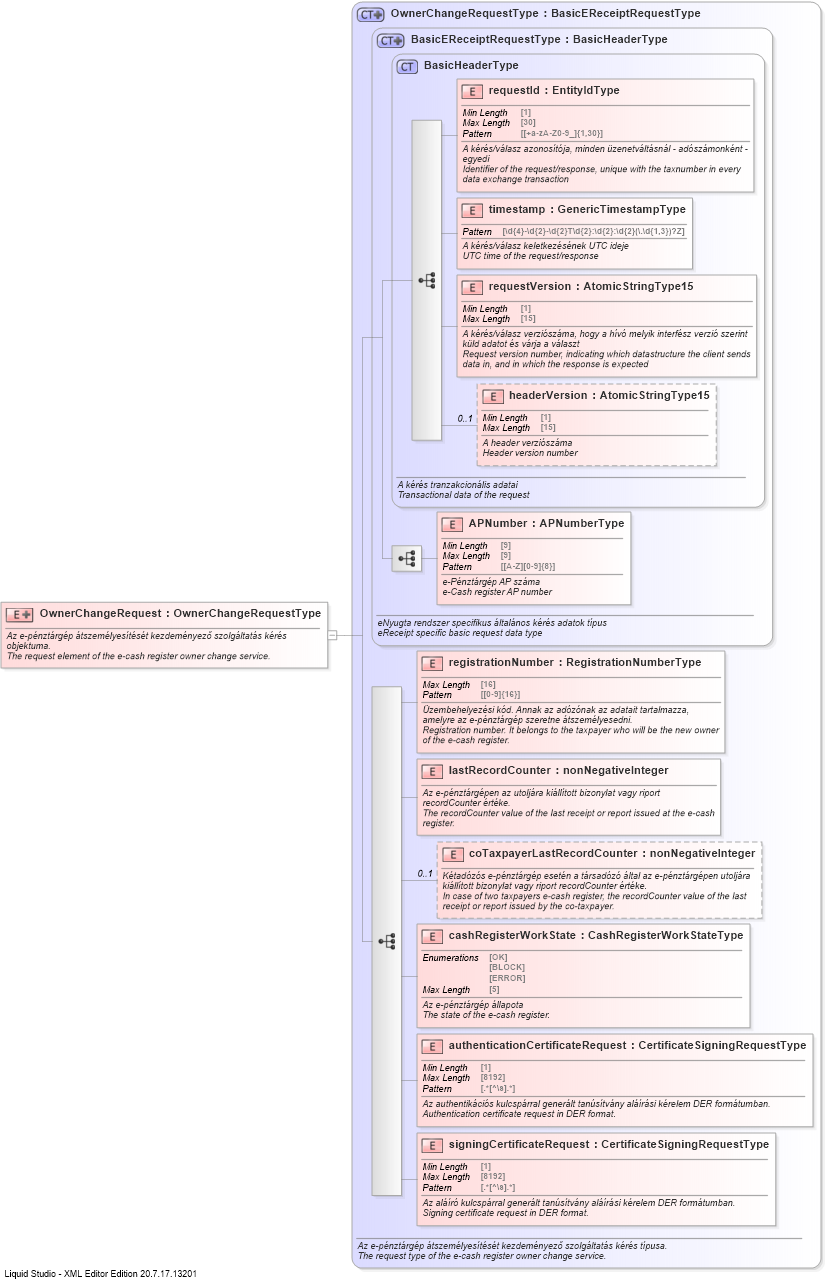 CT+ OwnerChangeRequestType : BasicEReceiptRequestType
CT+ BasicEReceiptRequestType : BasicHeaderType
CT BasicHeaderType
E requestId : EntityIdType
Min Length [1]
Max Length [30]
Pattern [[+a-zA-Z0-9_]{1,30}]
A kérés/válasz azonosítója, minden üzenetváltásnál - adószámonként -
egyedi
Identifier of the request/response, unique with the taxnumber in every
data exchange transaction
E timestamp : GenericTimestampType
Pattern [\d{4}-\d{2}-\d{2}T\d{2}:\d{2}:\d{2}(\.\d{1,3})?Z]
A kérés/válasz keletkezésének UTC ideje
UTC time of the request/response
E requestVersion : AtomicStringType15
Min Length [1]
Max Length [15]
A kérés/válasz verziószáma, hogy a hívó melyik interfész verzió szerint
küld adatot és várja a választ
Request version number, indicating which datastructure the client sends
data in, and in which the response is expected
0..1
E headerVersion : AtomicStringType15
Min Length [1]
Max Length [15]
A header verziószáma
Header version number
A kérés tranzakcionális adatai
Transactional data of the request
E APNumber : APNumberType
Min Length [9]
Max Length [9]
Pattern [[A-Z][0-9]{8}]
e-Pénztárgép AP száma
e-Cash register AP number
eNyugta rendszer specifikus általános kérés adatok típus
eReceipt specific basic request data type
E+ OwnerChangeRequest : OwnerChangeRequestType
Az e-pénztárgép átszemélyesítését kezdeményező szolgáltatás kérés
objektuma.
The request element of the e-cash register owner change service.
E registrationNumber : RegistrationNumberType
Max Length [16]
Pattern [[0-9]{16}]
Üzembehelyezési kód. Annak az adózónak az adatait tartalmazza,
amelyre az e-pénztárgép szeretne átszemélyesedni.
Registration number. It belongs to the taxpayer who will be the new owner
of the e-cash register.
E lastRecordCounter : nonNegativeInteger
Az e-pénztárgépen az utoljára kiállított bizonylat vagy riport
recordCounter értéke.
The recordCounter value of the last receipt or report issued at the e-cash
register.
0..1
E coTaxpayerLastRecordCounter : nonNegativeInteger
Kétadózós e-pénztárgép esetén a társadózó által az e-pénztárgépen utoljára
kiállított bizonylat vagy riport recordCounter értéke.
In case of two taxpayers e-cash register, the recordCounter value of the last
receipt or report issued by the co-taxpayer.
E cashRegisterWorkState : CashRegisterWorkStateType
Enumerations [OK]
[BLOCK]
[ERROR]
Max Length [5]
Az e-pénztárgép állapota
The state of the e-cash register.
E authenticationCertificateRequest : CertificateSigningRequestType
Min Length [1]
Max Length [8192]
Pattern [.*[^\s].*]
Az authentikációs kulcspárral generált tanúsítvány aláírási kérelem DER formátumban.
Authentication certificate request in DER format.
E signingCertificateRequest : CertificateSigningRequestType
Min Length [1]
Max Length [8192]
Pattern [.*[^\s].*]
Az aláíró kulcspárral generált tanúsítvány aláírási kérelem DER formátumban.
Signing certificate request in DER format.
Az e-pénztárgép átszemélyesítését kezdeményező szolgáltatás kérés típusa.
The request type of the e-cash register owner change service.
Liquid Studio - XML Editor Edition 20.7.17.13201